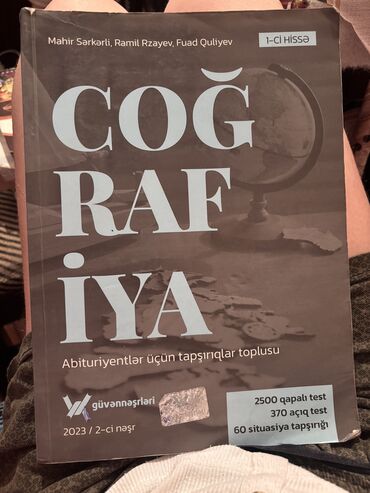 Mahir Sərkərli, Ramil Rzayev, Fuad Quliyev
1-Cİ HİSSƏ
COĞ
RAF
İYA
Abituriyentlər üçün tapşırıqlar toplusu
güvənnəşrləri
2023 / 2-ci nəşr
2500 qapalı test
370 açıq test
60 situasiya tapşırığı